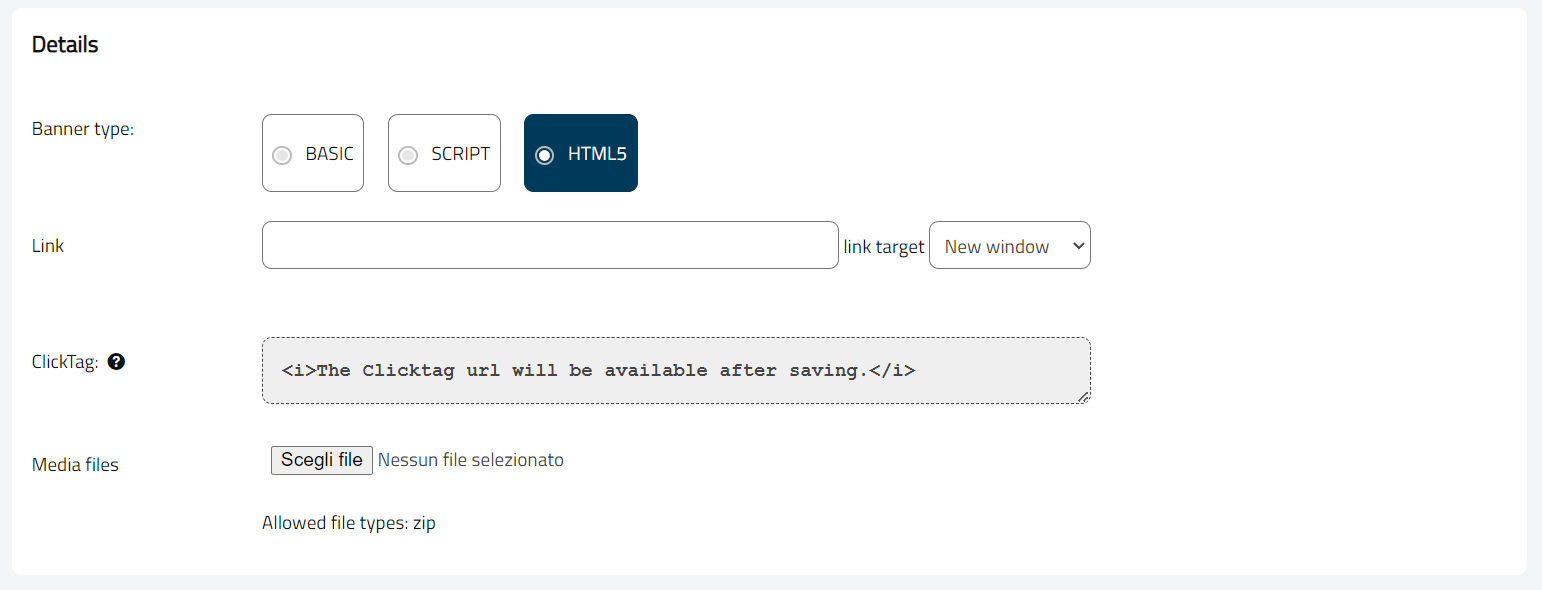 Details
Banner type:
BASIC
SCRIPT
HTML5
Link
link target
New window
ClickTag:
?
<i>The Clicktag url will be available after saving.</i>
Media files
Scegli file
Nessun file selezionato
Allowed file types: zip